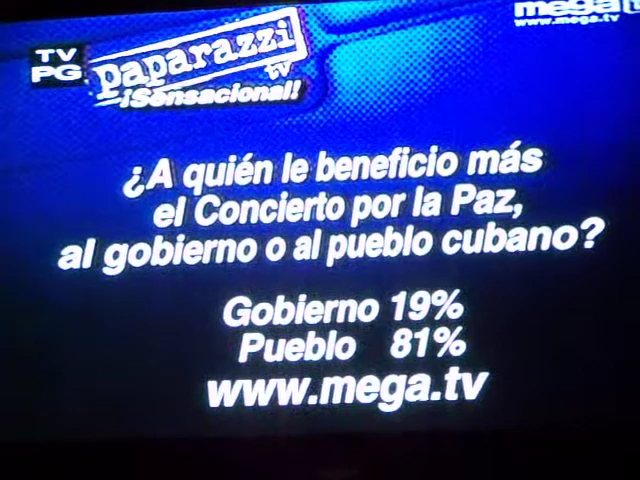 TV
PG
paparazzi
tv
¡Sensacional!
mega
www.mega.tv
¿A quién le beneficio más
el Concierto por la Paz,
al gobierno o al pueblo cubano?
Gobierno 19%
Pueblo 81%
www.mega.tv